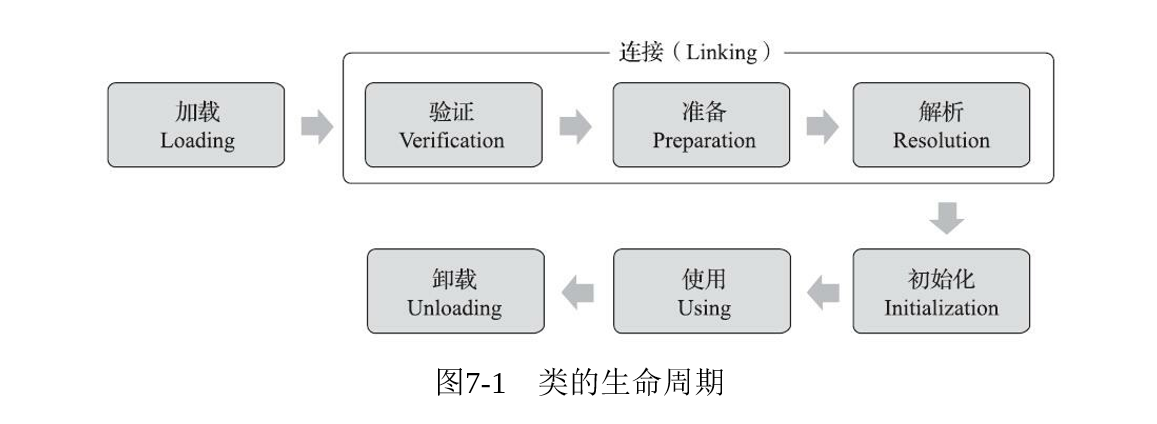 连接（Linking）
加载
Loading
验证
Verification
准备
Preparation
解析
Resolution
初始化
Initialization
使用
Using
卸载
Unloading
图7-1　类的生命周期